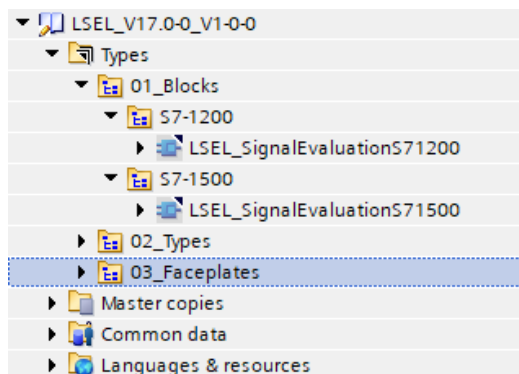 LSEL_V17.0-0_V1-0-0
Types
01_Blocks
S7-1200
LSEL_SignalEvaluationS71200
S7-1500
LSEL_SignalEvaluationS71500
02_Types
03_Faceplates
Master copies
Common data
Languages & resources